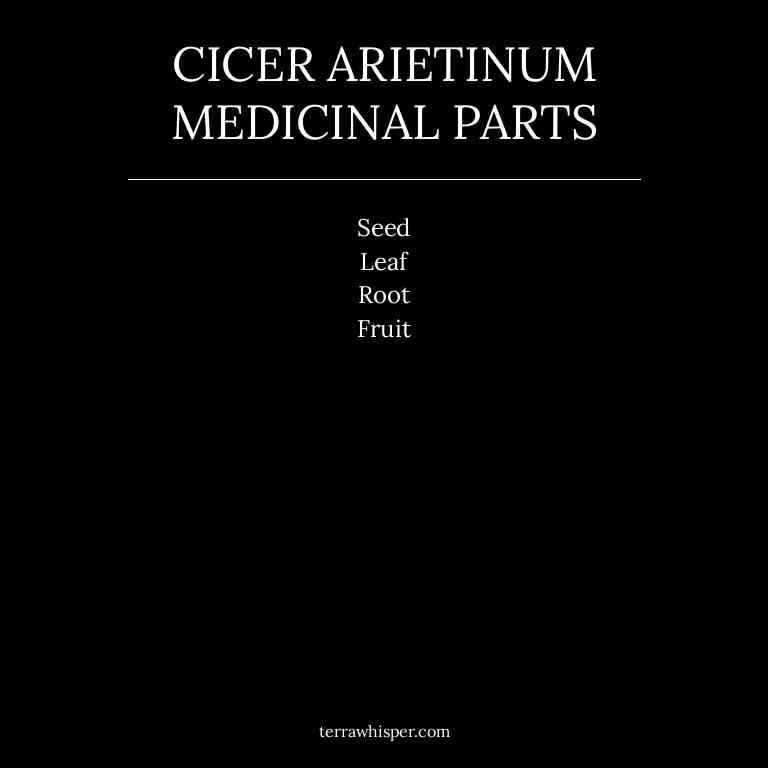 CICER ARIETINUM
MEDICINAL PARTS
Seed
Leaf
Root
Fruit
terrawhisper.com